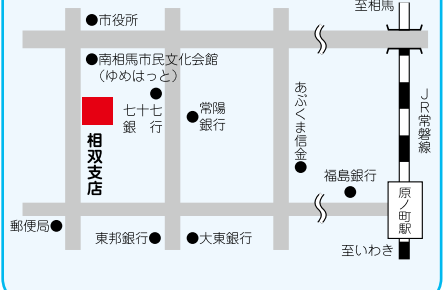 至相馬
市役所
南相馬市民文化会館
(ゆめはっと)
七十七
銀 行
常陽
銀行
あぶくま信金
JR常磐線
相双支店
福島銀行
原ノ町駅
郵便局
東邦銀行
大東銀行
至いわき